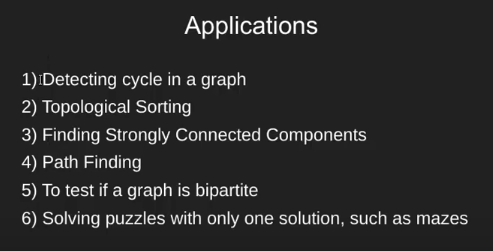 Applications
1) Detecting cycle in a graph
2) Topological Sorting
3) Finding Strongly Connected Components
4) Path Finding
5) To test if a graph is bipartite
6) Solving puzzles with only one solution, such as mazes